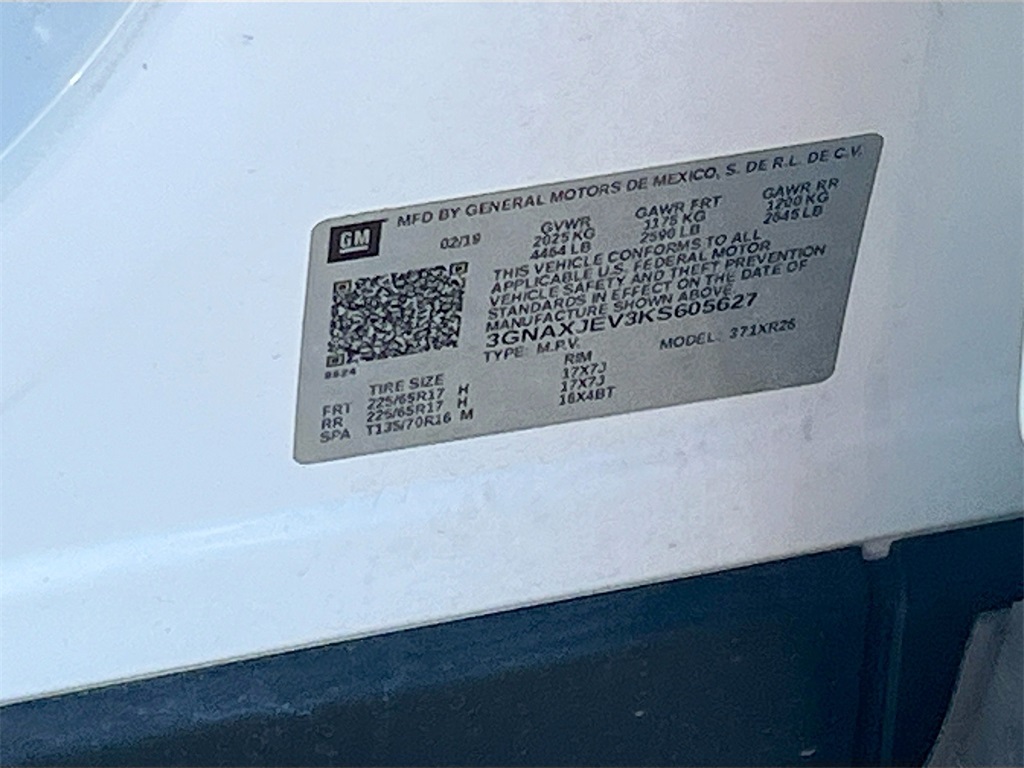 GM MFD BY GENERAL MOTORS DE MEXICO, S. DE R.L. DE C.V.
02/19 GVWR GAWR FRT GAWR RR
2025 KG 1175 KG 1200 KG
4464 LB 2590 LB 2645 LB
THIS VEHICLE CONFORMS TO ALL
APPLICABLE U.S. FEDERAL MOTOR
VEHICLE SAFETY AND THEFT PREVENTION
STANDARDS IN EFFECT ON THE DATE OF
MANUFACTURE SHOWN ABOVE.
3GNAXJEV3KS605627
TYPE: M.P.V. MODEL: 371XR26
TIRE SIZE RIM
FRT 225/65R17 H 17X7J
RR 225/65R17 H 17X7J
SPA T135/70R16 M 16X4BT